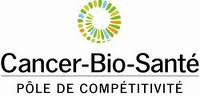 Cancer-Bio-Santé
PÔLE DE COMPÉTITIVITÉ